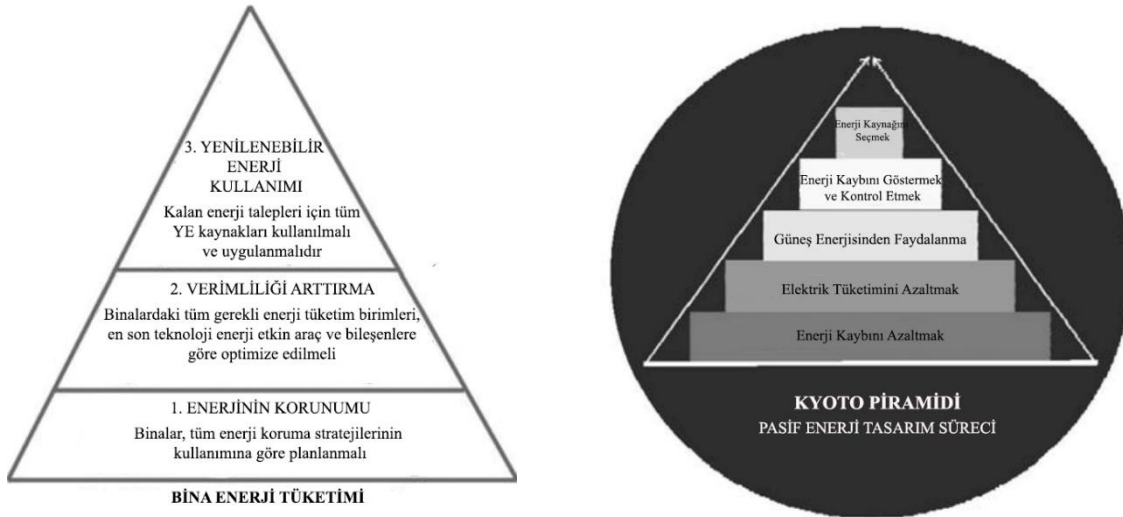 3. YENİLENEBİLİR
ENERJİ
KULLANIMI
Kalan enerji talepleri için tüm
YE kaynakları kullanılmalı
ve uygulanmalıdır
2. VERİMLİLİĞİ ARTTIRMA
Binalardaki tüm gerekli enerji tüketim birimleri,
en son teknoloji enerji etkin araç ve bileşenlere
göre optimize edilmeli
1. ENERJİNİN KORUNUMU
Binalar, tüm enerji koruma stratejilerinin
kullanımına göre planlanmalı
BİNA ENERJİ TÜKETİMİ
Enerji Kaynağını
Seçmek
Enerji Kaybını Göstermek
ve Kontrol Etmek
Güneş Enerjisinden Faydalanma
Elektrik Tüketimini Azaltmak
Enerji Kaybını Azaltmak
KYOTO PİRAMİDİ
PASİF ENERJİ TASARIM SÜRECİ